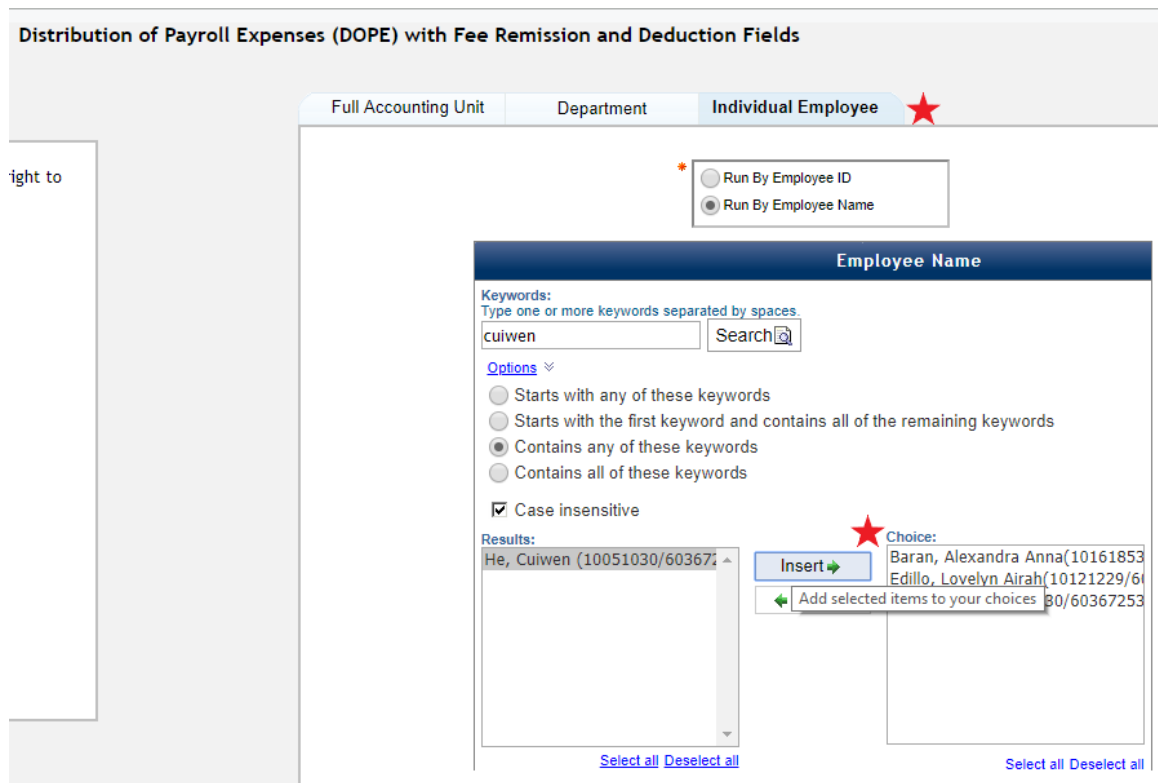 Distribution of Payroll Expenses (DOPE) with Fee Remission and Deduction Fields
Full Accounting Unit Department Individual Employee
ight to
* Run By Employee ID
Run By Employee Name
Employee Name
Keywords:
Type one or more keywords separated by spaces.
cuiwen Search
Options
Starts with any of these keywords
Starts with the first keyword and contains all of the remaining keywords
Contains any of these keywords
Contains all of these keywords
Case insensitive
Results:
He, Cuiwen (10051030/603672
Insert
Add selected items to your choices
Choice:
Baran, Alexandra Anna(10161853
Edillo, Lovelyn Airah(10121229/6
30/60367253
Select all Deselect all
Select all Deselect all